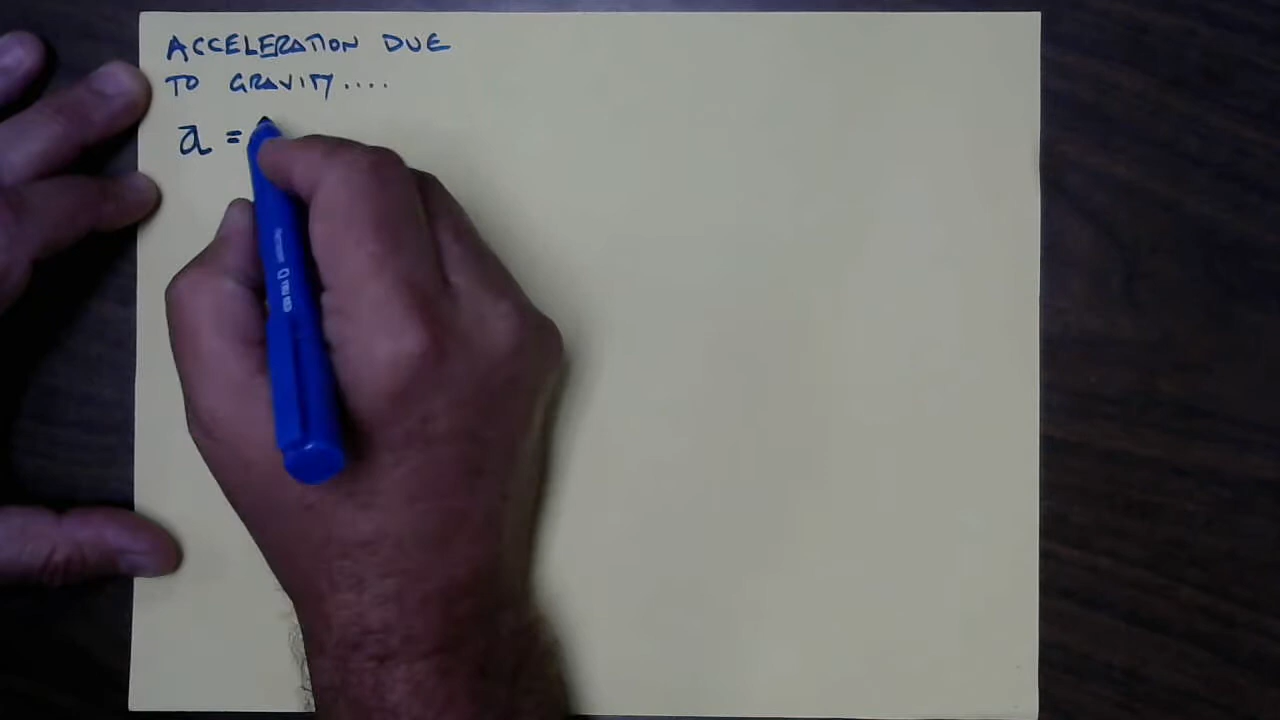 ACCELERATION DUE
TO GRAVITY....
a =